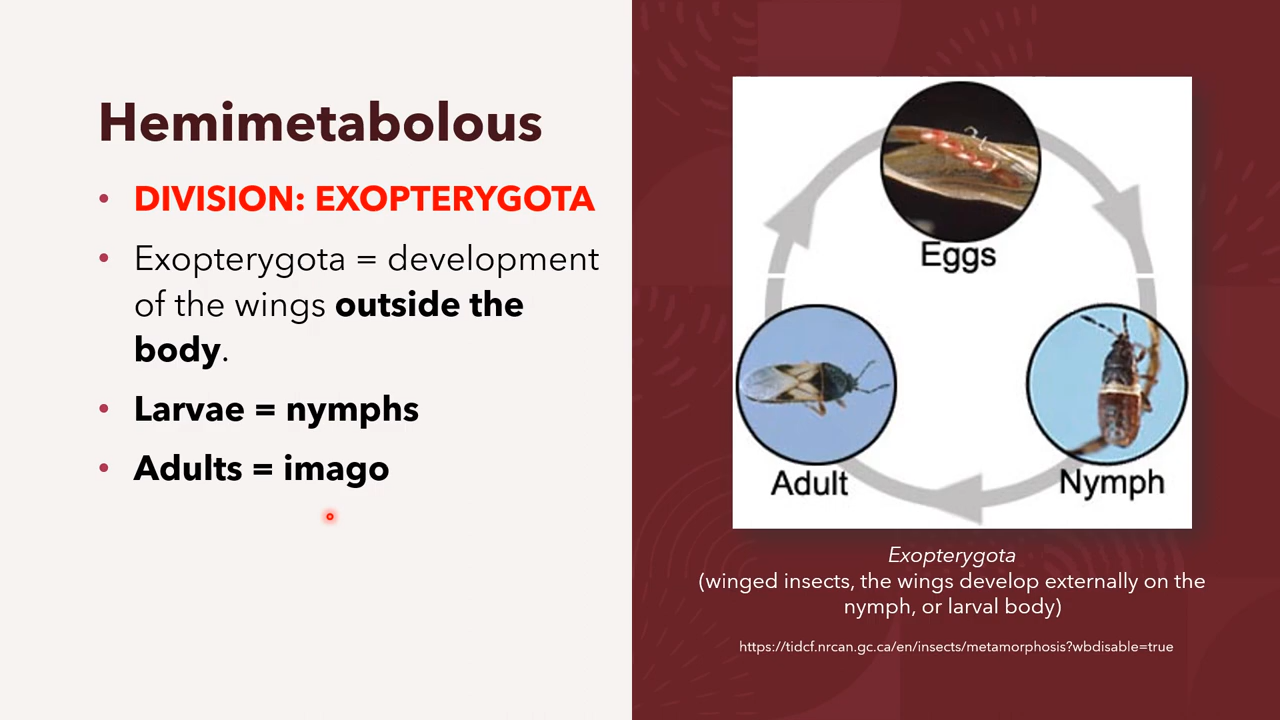 Hemimetabolous
• DIVISION: EXOPTERYGOTA
• Exopterygota = development
of the wings outside the
body.
• Larvae = nymphs
• Adults = imago
Eggs
Adult
Nymph
Exopterygota
(winged insects, the wings develop externally on the
nymph, or larval body)
https://tidcf.nrcan.gc.ca/en/insects/metamorphosis?wbdisable=true